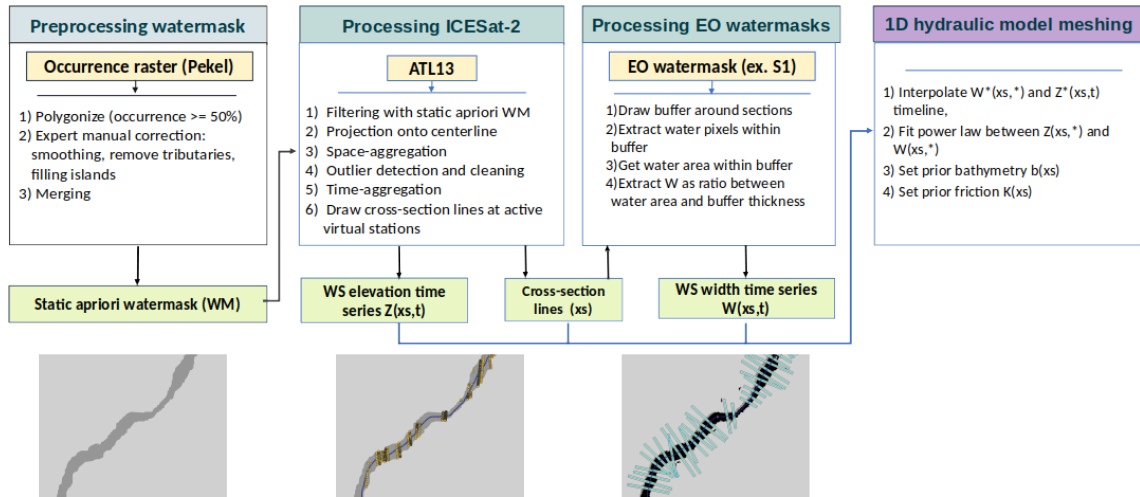 Preprocessing watermask
Occurrence raster (Pekel)
1) Polygonize (occurrence >= 50%)
2) Expert manual correction:
smoothing, remove tributaries,
filling islands
3) Merging
Static apriori watermask (WM)
Processing ICESat-2
ATL13
1) Filtering with static apriori WM
2) Projection onto centerline
3) Space-aggregation
4) Outlier detection and cleaning
5) Time-aggregation
6) Draw cross-section lines at active
virtual stations
WS elevation time
series Z(xs,t)
Cross-section
lines (xs)
Processing EO watermasks
EO watermask (ex. S1)
1)Draw buffer around sections
2)Extract water pixels within
buffer
3)Get water area within buffer
4)Extract W as ratio between
water area and buffer thickness
WS width time series
W(xs,t)
1D hydraulic model meshing
1) Interpolate W*(xs,*) and Z*(xs,t)
timeline,
2) Fit power law between Z(xs,*) and
W(xs,*)
3) Set prior bathymetry b(xs)
4) Set prior friction K(xs)